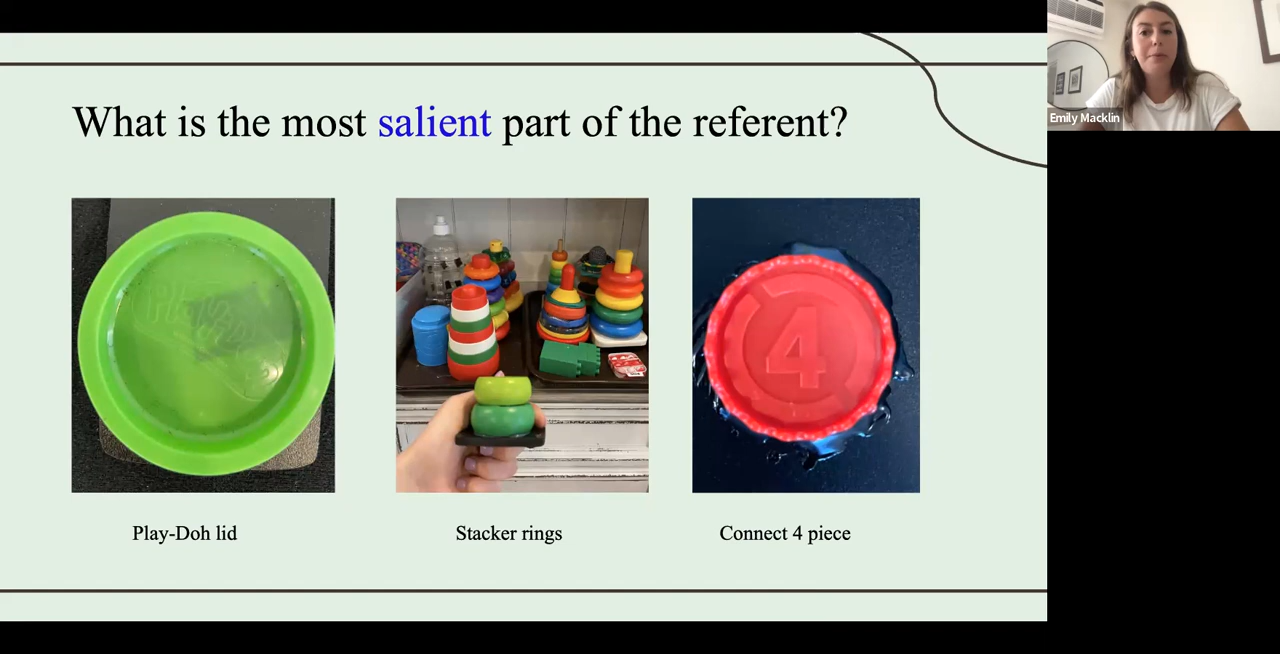 What is the most salient part of the referent?
Emily Macklin
4
Play-Doh lid
Stacker rings
Connect 4 piece